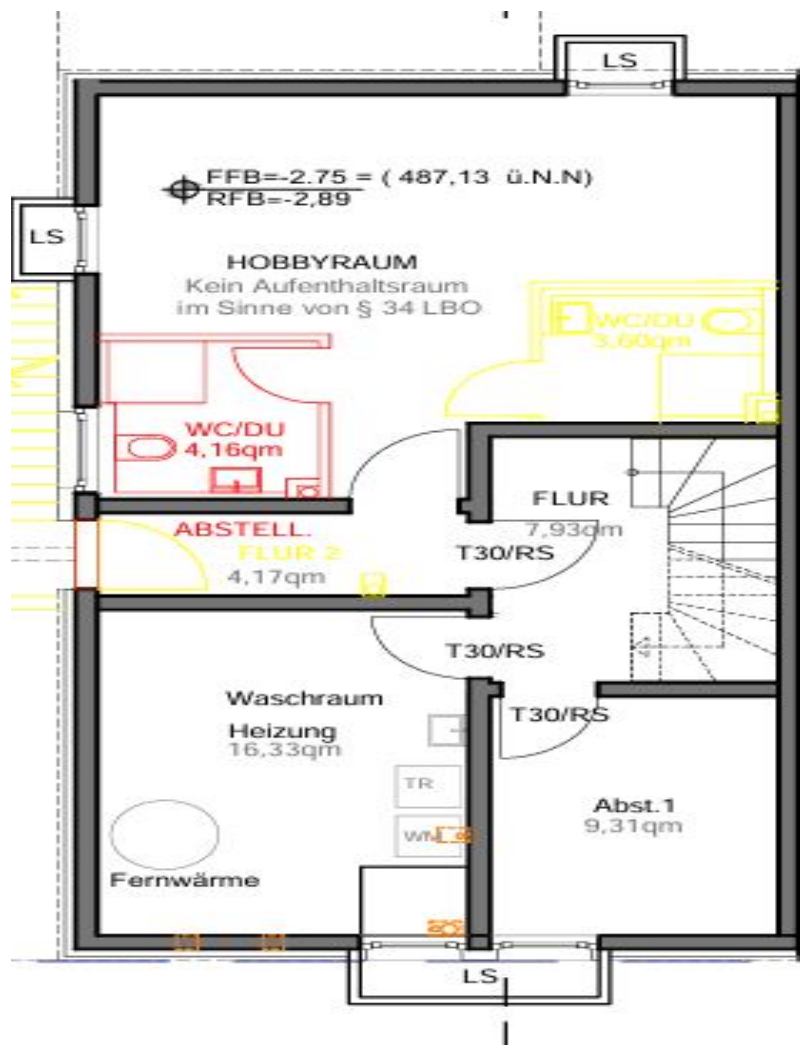 LS
FFB=-2.75 = ( 487,13 ü.N.N)
RFB=-2,89
LS
HOBBYRAUM
Kein Aufenthaltsraum
im Sinne von § 34 LBO
WC/DU
3,60qm
WC/DU
4,16qm
FLUR
7,93qm
ABSTELL.
FLUR 2
4,17qm
T30/RS
T30/RS
Waschraum
Heizung
16,33qm
T30/RS
TR
WM
Abst.1
9,31qm
Fernwärme
LS